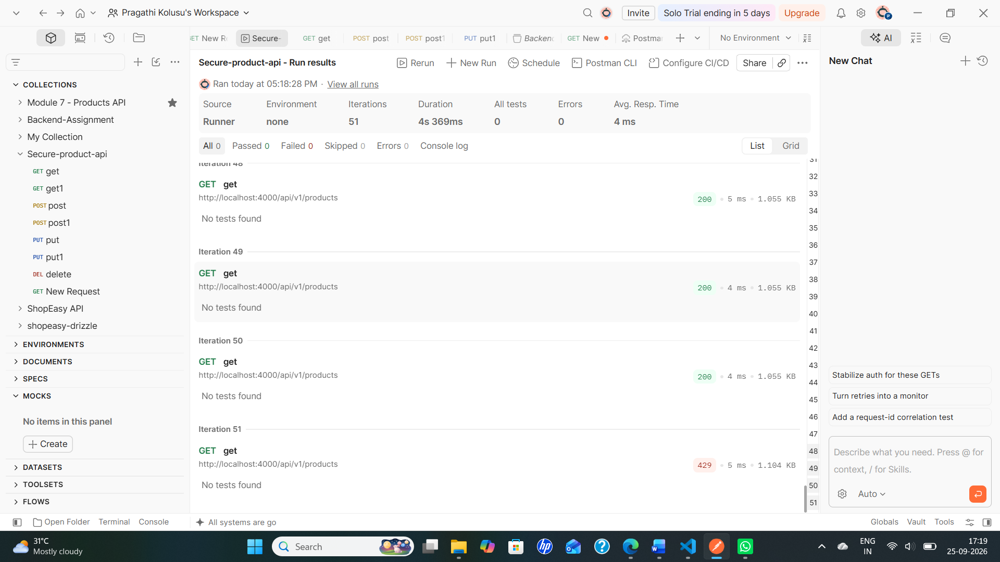 Pragathi Kolusu's Workspace
Invite
Solo Trial ending in 5 days
Upgrade
New Re
Secure-
GET get
POST post
POST post1
PUT put1
Backend
GET New
Postma
No Environment
AI
Secure-product-api - Run results
Rerun
New Run
Schedule
Postman CLI
Configure CI/CD
Share
New Chat
COLLECTIONS
Module 7 - Products API
Backend-Assignment
My Collection
Secure-product-api
GET get
GET get1
POST post
POST post1
PUT put
PUT put1
DEL delete
GET New Request
ShopEasy API
shopeasy-drizzle
ENVIRONMENTS
DOCUMENTS
SPECS
MOCKS
No items in this panel
Create
DATASETS
TOOLSETS
FLOWS
Ran today at 05:18:28 PM · View all runs
Source Environment Iterations Duration All tests Errors Avg. Resp. Time
Runner none 51 4s 369ms 0 0 4 ms
All 0 Passed 0 Failed 0 Skipped 0 Errors 0 Console log
List Grid
Iteration 48
GET get
http://localhost:4000/api/v1/products
200 • 5 ms • 1.055 KB
No tests found
Iteration 49
GET get
http://localhost:4000/api/v1/products
200 • 4 ms • 1.055 KB
No tests found
Iteration 50
GET get
http://localhost:4000/api/v1/products
200 • 4 ms • 1.055 KB
No tests found
Iteration 51
GET get
http://localhost:4000/api/v1/products
429 • 5 ms • 1.104 KB
No tests found
31
32
33
34
35
36
37
38
39
40
41
42
43
44
45
46
47
48
49
50
51
Stabilize auth for these GETs
Turn retries into a monitor
Add a request-id correlation test
Describe what you need. Press @ for
context, / for Skills.
Auto
Open Folder
Terminal
Console
All systems are go
Globals
Vault
Tools
31°C
Mostly cloudy
Search
ENG
IN
17:19
25-09-2026